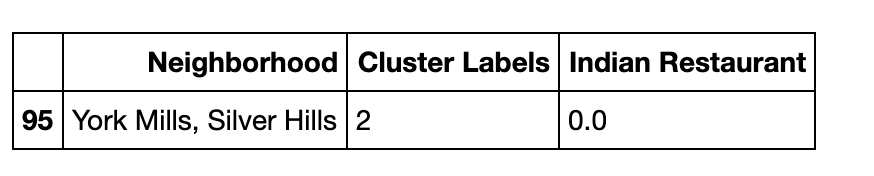 Neighborhood Cluster Labels Indian Restaurant
95 York Mills, Silver Hills 2 0.0